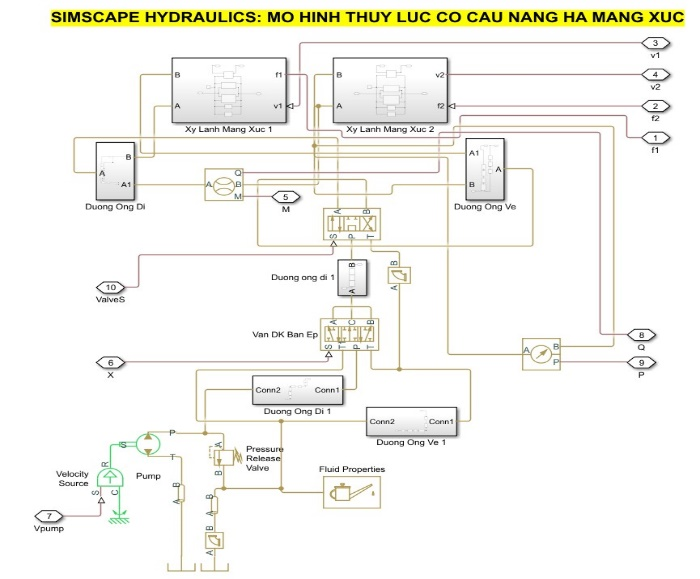 SIMSCAPE HYDRAULICS: MO HINH THUY LUC CO CAU NANG HA MANG XUC
3
v1
B
f1
B
v2
4
v2
A
v1
A
f2
2
f2
Xy Lanh Mang Xuc 1
Xy Lanh Mang Xuc 2
1
f1
B
A
A1
Duong Ong Di
Q
A
B
M
5
M
A1
A
B
Duong Ong Ve
A
B
S
P
T
10
ValveS
Duong ong di 1
B
A
B
A
Van DK Ban Ep
A
C
B
S
T
P
T
8
Q
A
B
P
9
P
6
X
Conn2
Conn1
Duong Ong Di 1
Conn2
Conn1
Duong Ong Ve 1
P
S
T
Pump
A
B
Pressure
Release
Valve
Fluid Properties
Velocity
Source
R
S
C
7
Vpump
B
A
B
A
B
A